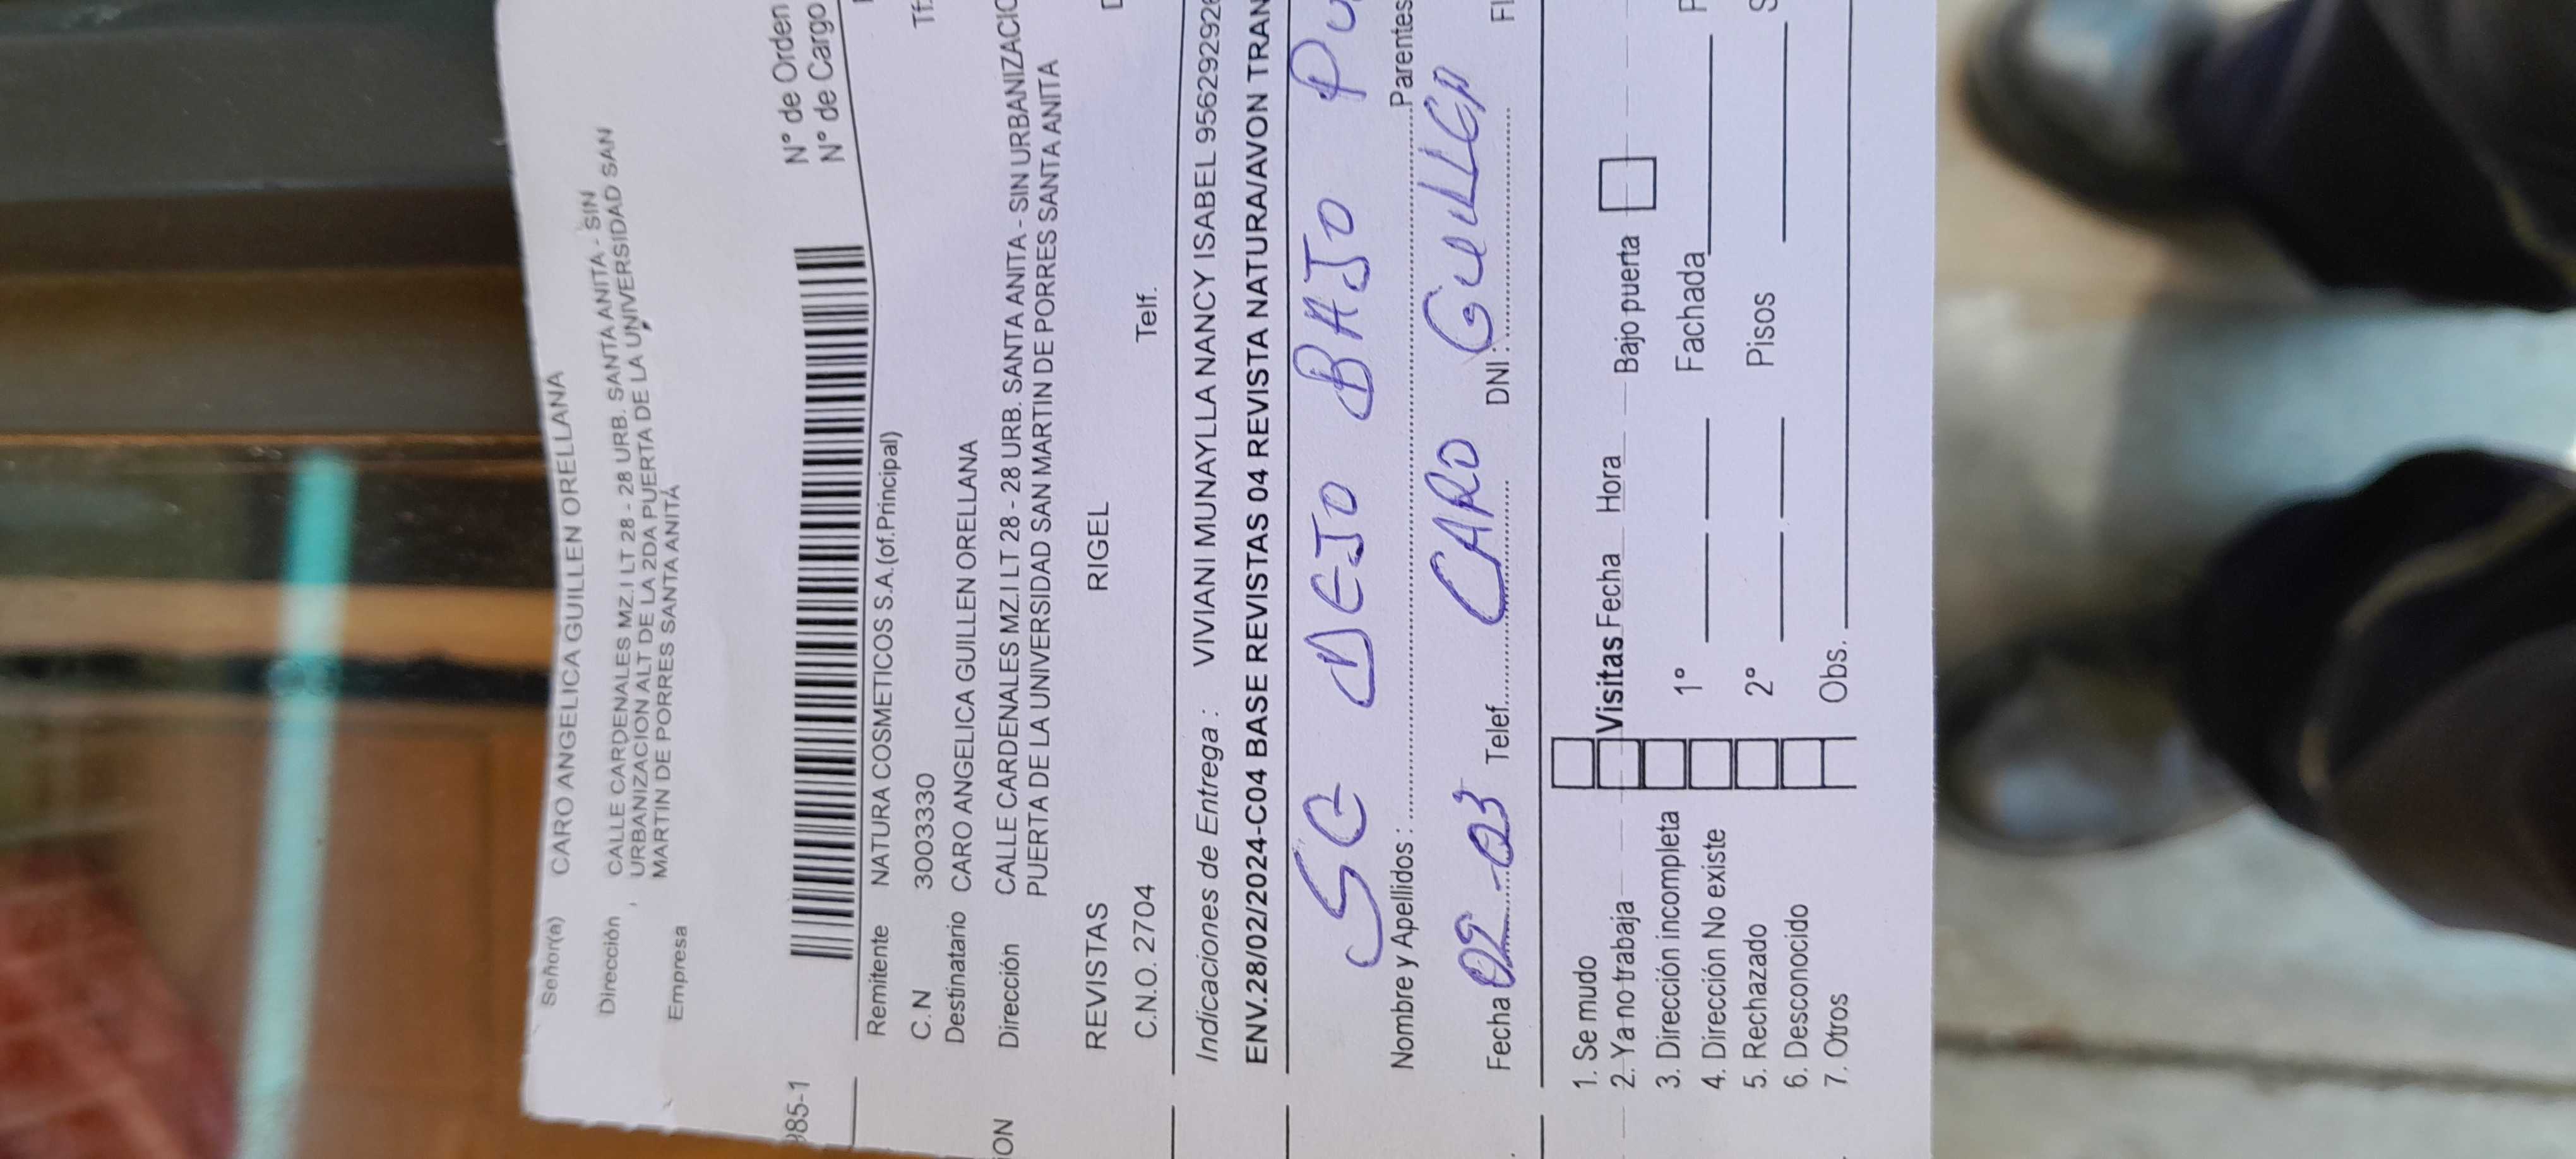 Señor(a) CARO ANGELICA GUILLEN ORELLANA
Dirección CALLE CARDENALES MZ.I LT 28 - 28 URB. SANTA ANITA - SIN
URBANIZACION ALT DE LA 2DA PUERTA DE LA UNIVERSIDAD SAN
MARTIN DE PORRES SANTA ANITA
Empresa
N° de Orden
N° de Cargo
985-1
Remitente NATURA COSMETICOS S.A.(of.Principal)
C.N 3003330
Destinatario CARO ANGELICA GUILLEN ORELLANA
Dirección CALLE CARDENALES MZ.I LT 28 - 28 URB. SANTA ANITA - SIN URBANIZACIO
PUERTA DE LA UNIVERSIDAD SAN MARTIN DE PORRES SANTA ANITA
ON
REVISTAS RIGEL
C.N.O. 2704 Telf.
Indicaciones de Entrega : VIVIANI MUNAYLLA NANCY ISABEL 95629292
ENV.28/02/2024-C04 BASE REVISTAS 04 REVISTA NATURA/AVON TRAN
SE DEJO BAJO PU
Nombre y Apellidos : Parentes
Fecha 02-03 Telef. CARO DNI : GUILLEN
1. Se mudo
2. Ya no trabaja Visitas Fecha Hora Bajo puerta
3. Dirección incompleta 1° Fachada
4. Dirección No existe
5. Rechazado 2° Pisos
6. Desconocido
7. Otros Obs.